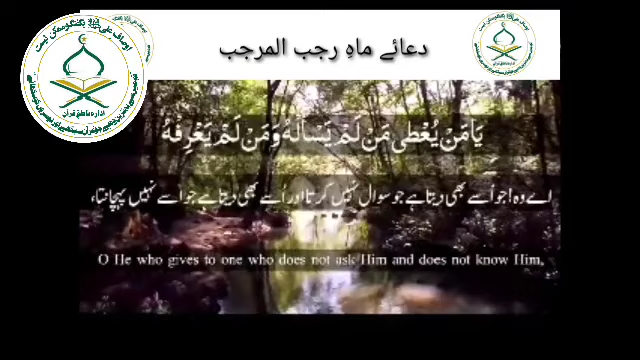 دعائے ماہِ رجب المرجب
يَا مَنْ يُعْطِى مَنْ لَمْ يَسْأَلْهُ وَمَنْ لَمْ يَعْرِفْهُ
اے وہ! جو اُسے بھی دیتا ہے جو سوال نہیں کرتا اور اُسے بھی دیتا ہے جو اسے نہیں پہچانتا،
O He who gives to one who does not ask Him and does not know Him,